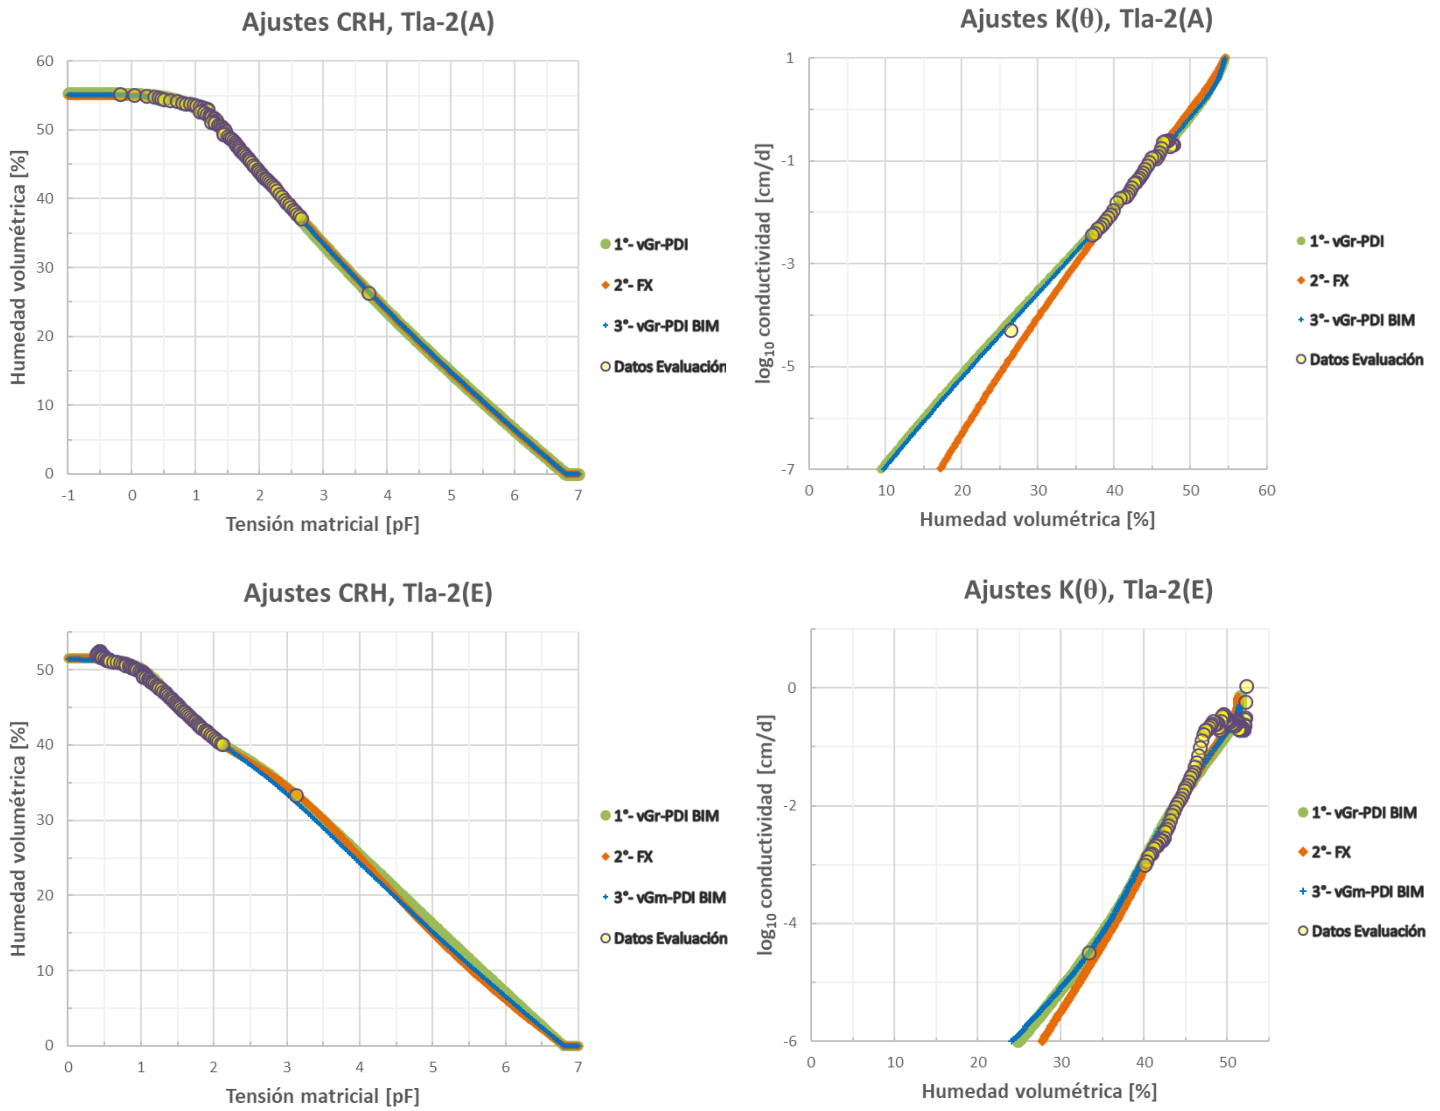 Ajustes CRH, Tla-2(A)
Humedad volumétrica [%]
60
50
40
30
20
10
0
-1 0 1 2 3 4 5 6 7
Tensión matricial [pF]
1°- vGr-PDI
2°- FX
3°- vGr-PDI BIM
Datos Evaluación
Ajustes K(θ), Tla-2(A)
log10 conductividad [cm/d]
1
-1
-3
-5
-7
0 10 20 30 40 50 60
Humedad volumétrica [%]
1°- vGr-PDI
2°- FX
3°- vGr-PDI BIM
Datos Evaluación
Ajustes CRH, Tla-2(E)
Humedad volumétrica [%]
50
40
30
20
10
0
0 1 2 3 4 5 6 7
Tensión matricial [pF]
1°- vGr-PDI BIM
2°- FX
3°- vGm-PDI BIM
Datos Evaluación
Ajustes K(θ), Tla-2(E)
log10 conductividad [cm/d]
0
-2
-4
-6
0 10 20 30 40 50
Humedad volumétrica [%]
1°- vGr-PDI BIM
2°- FX
3°- vGm-PDI BIM
Datos Evaluación